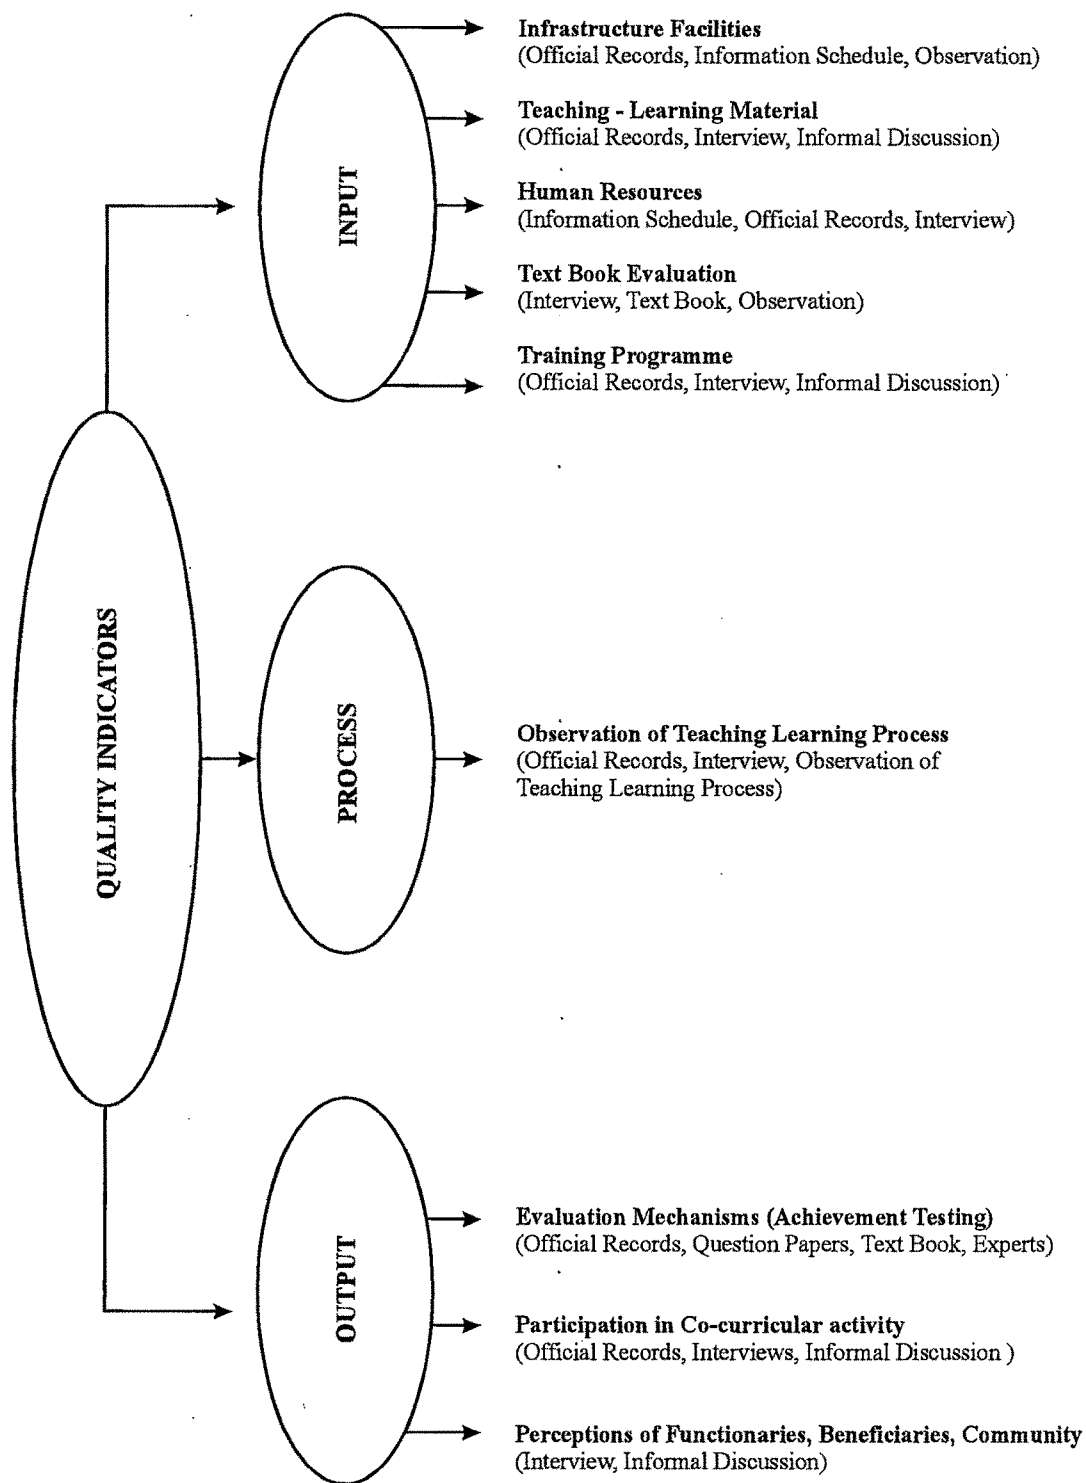 QUALITY INDICATORS
INPUT
Infrastructure Facilities
(Official Records, Information Schedule, Observation)
Teaching - Learning Material
(Official Records, Interview, Informal Discussion)
Human Resources
(Information Schedule, Official Records, Interview)
Text Book Evaluation
(Interview, Text Book, Observation)
Training Programme
(Official Records, Interview, Informal Discussion)
PROCESS
Observation of Teaching Learning Process
(Official Records, Interview, Observation of
Teaching Learning Process)
OUTPUT
Evaluation Mechanisms (Achievement Testing)
(Official Records, Question Papers, Text Book, Experts)
Participation in Co-curricular activity
(Official Records, Interviews, Informal Discussion )
Perceptions of Functionaries, Beneficiaries, Community
(Interview, Informal Discussion)